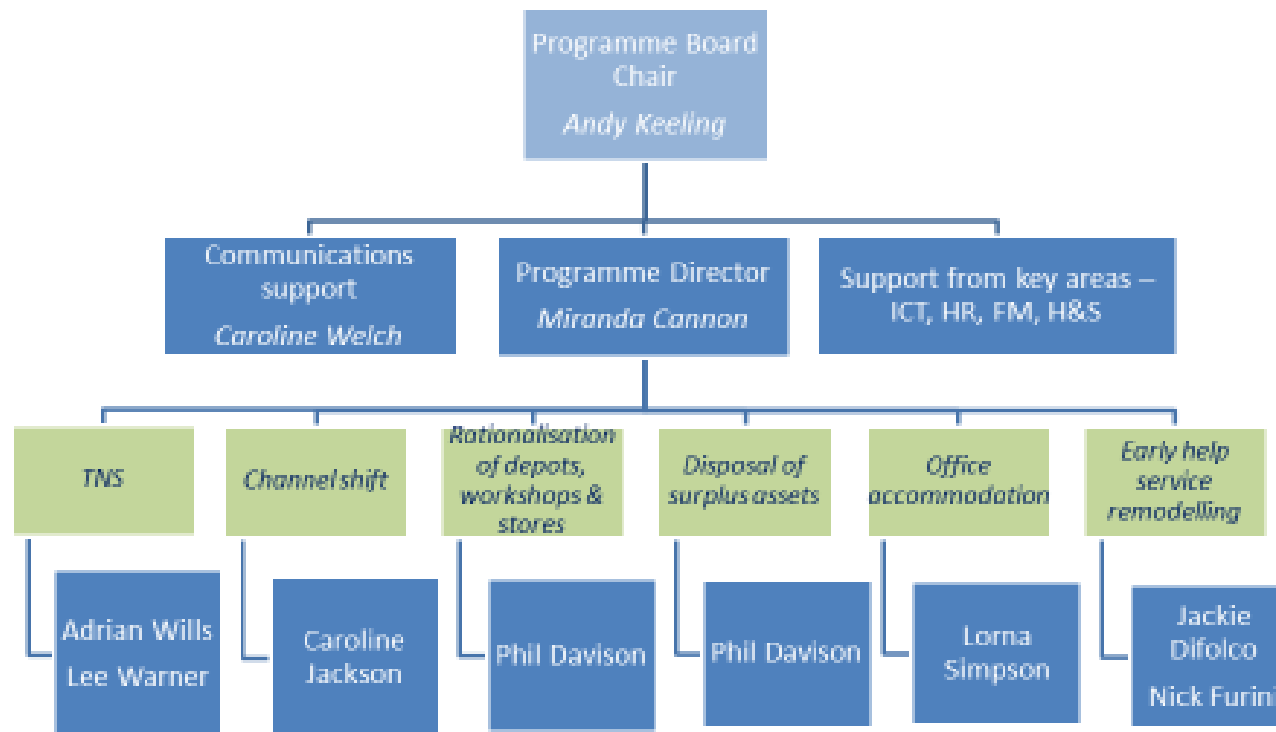 Programme Board
Chair
Andy Keeling
Communications
support
Caroline Welch
Programme Director
Miranda Cannon
Support from key areas –
ICT, HR, FM, H&S
TNS
Channel shift
Rationalisation
of depots,
workshops &
stores
Disposal of
surplus assets
Office
accommodation
Early help
service
remodelling
Adrian Wills
Lee Warner
Caroline
Jackson
Phil Davison
Phil Davison
Lorna
Simpson
Jackie
Difolco
Nick Furini